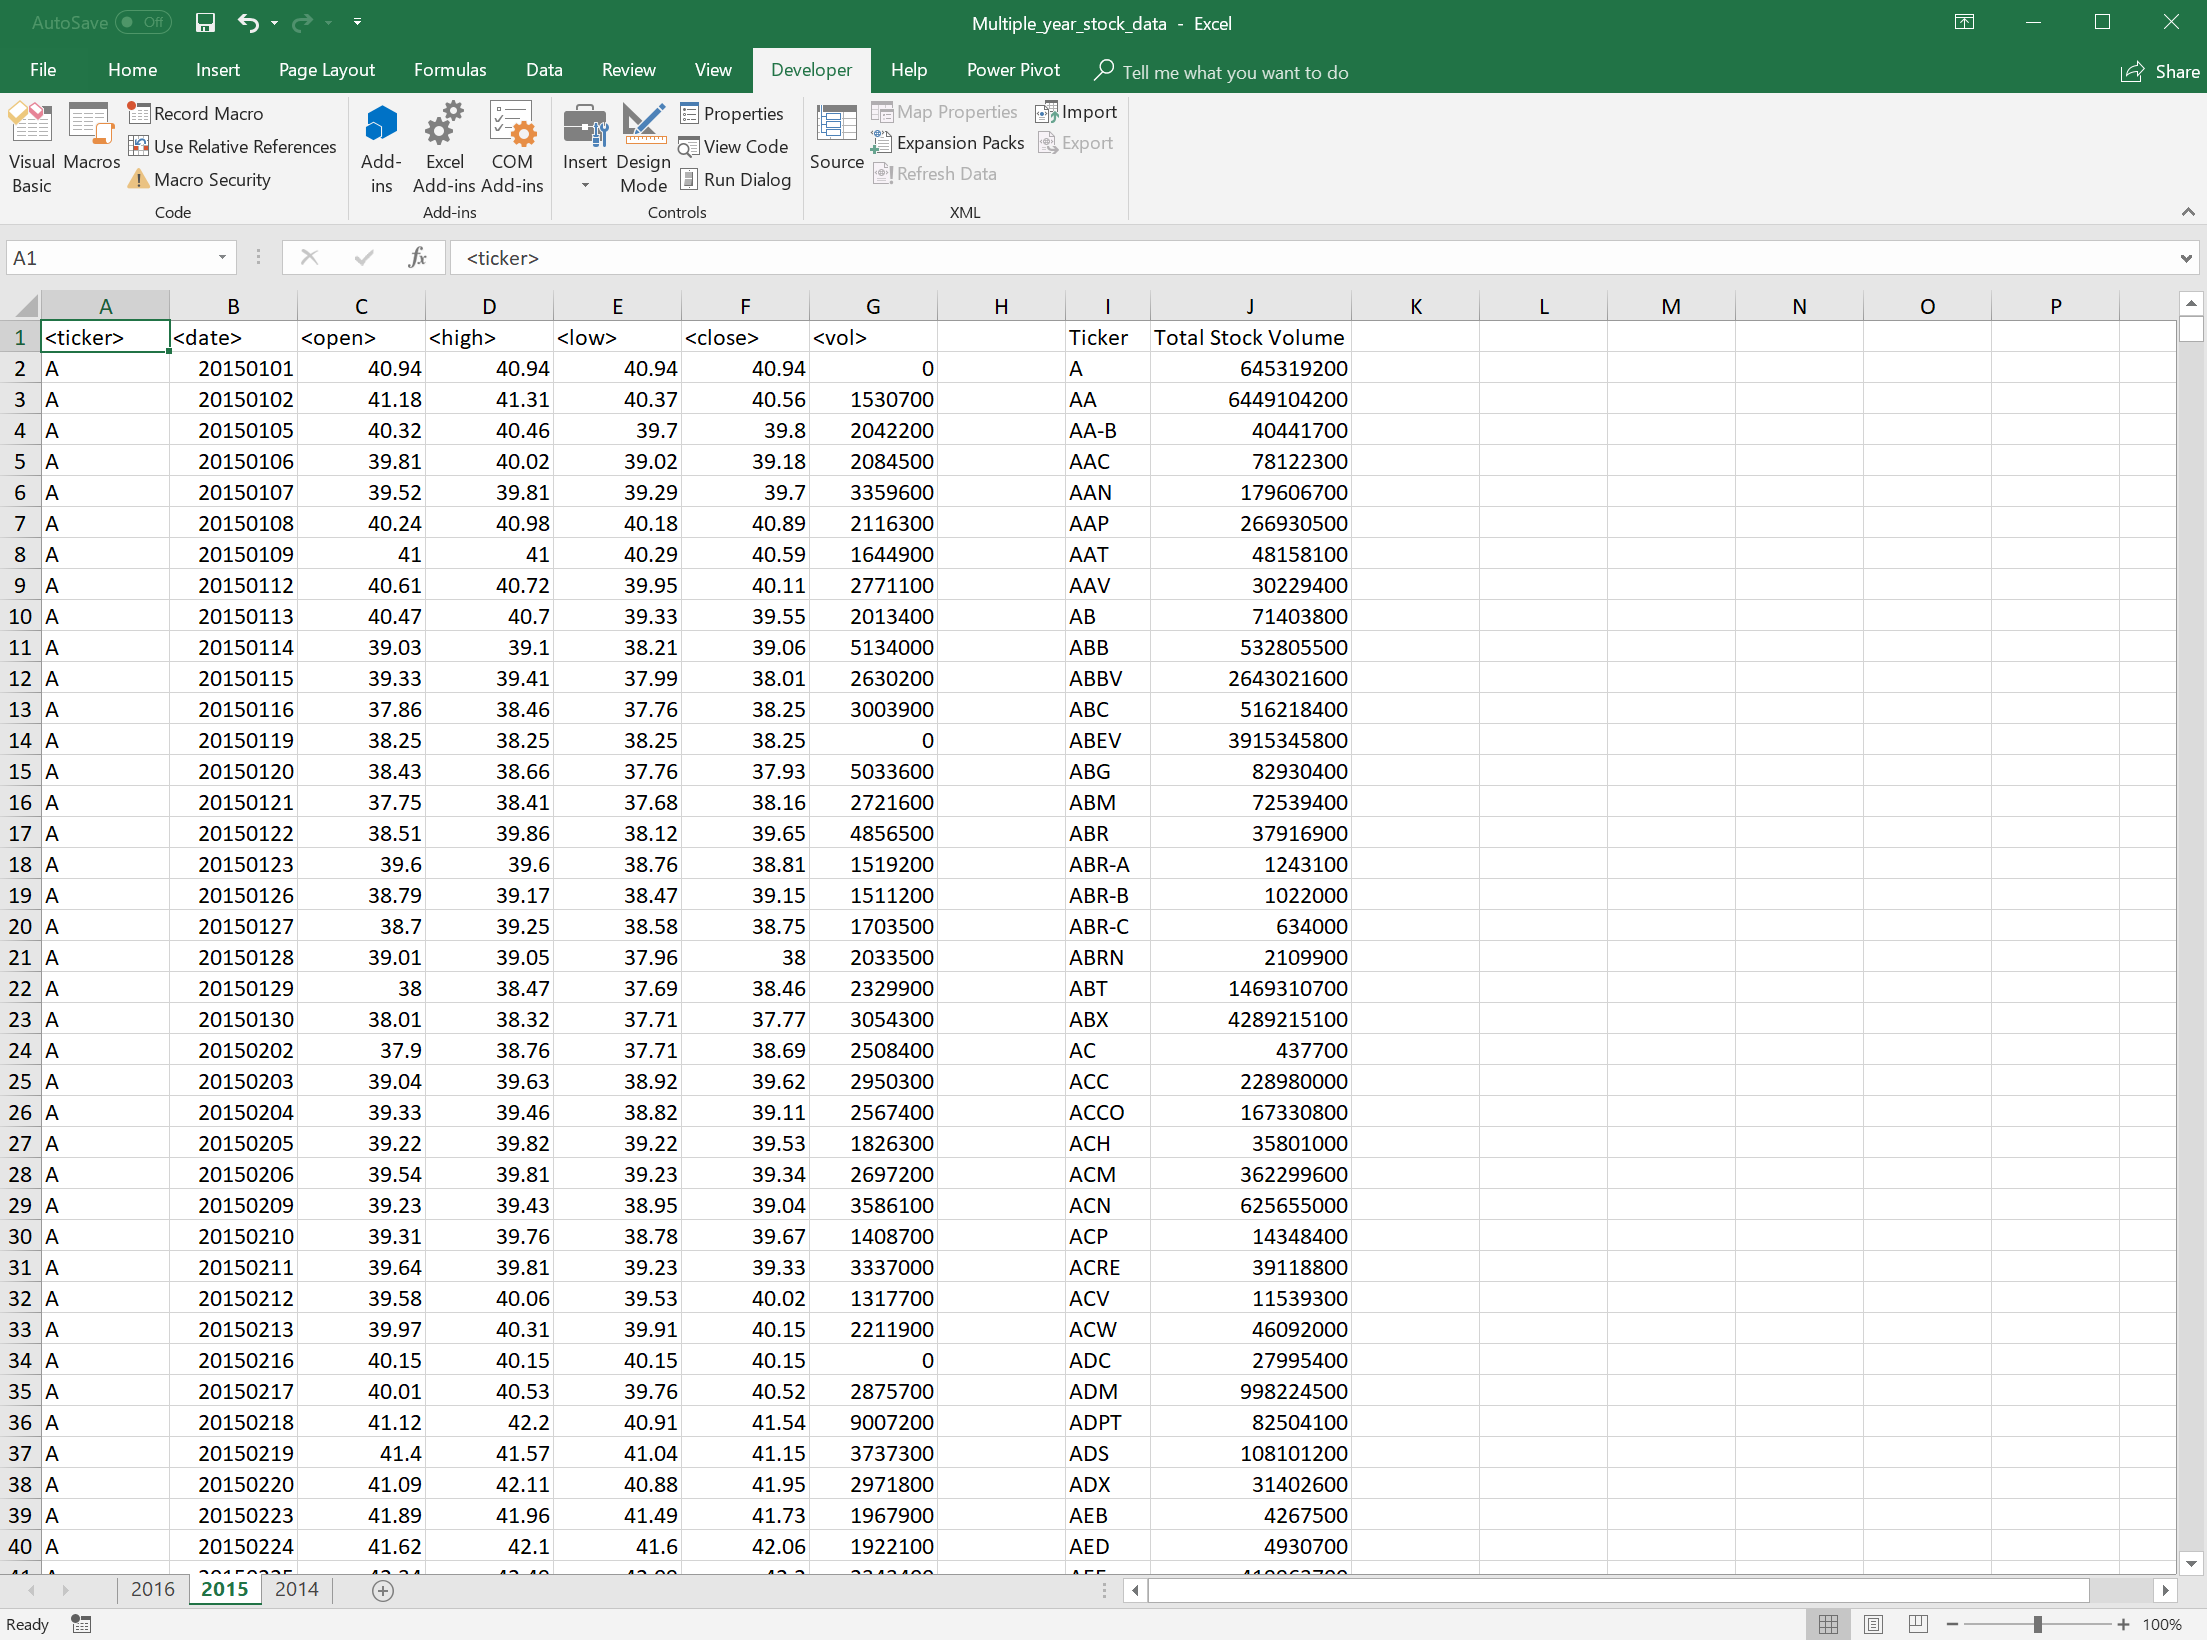 AutoSave Off
Multiple_year_stock_data - Excel
File Home Insert Page Layout Formulas Data Review View Developer Help Power Pivot Tell me what you want to do Share
Visual Basic
Macros
Record Macro
Use Relative References
Macro Security
Code
Add-ins
Excel Add-ins
COM Add-ins
Add-ins
Insert
Design Mode
Properties
View Code
Run Dialog
Controls
Source
Map Properties
Expansion Packs
Refresh Data
Import
Export
XML
A1 fx <ticker>
A B C D E F G H I J K L M N O P
1 <ticker> <date> <open> <high> <low> <close> <vol> Ticker Total Stock Volume
2 A 20150101 40.94 40.94 40.94 40.94 0 A 645319200
3 A 20150102 41.18 41.31 40.37 40.56 1530700 AA 6449104200
4 A 20150105 40.32 40.46 39.7 39.8 2042200 AA-B 40441700
5 A 20150106 39.81 40.02 39.02 39.18 2084500 AAC 78122300
6 A 20150107 39.52 39.81 39.29 39.7 3359600 AAN 179606700
7 A 20150108 40.24 40.98 40.18 40.89 2116300 AAP 266930500
8 A 20150109 41 41 40.29 40.59 1644900 AAT 48158100
9 A 20150112 40.61 40.72 39.95 40.11 2771100 AAV 30229400
10 A 20150113 40.47 40.7 39.33 39.55 2013400 AB 71403800
11 A 20150114 39.03 39.1 38.21 39.06 5134000 ABB 532805500
12 A 20150115 39.33 39.41 37.99 38.01 2630200 ABBV 2643021600
13 A 20150116 37.86 38.46 37.76 38.25 3003900 ABC 516218400
14 A 20150119 38.25 38.25 38.25 38.25 0 ABEV 3915345800
15 A 20150120 38.43 38.66 37.76 37.93 5033600 ABG 82930400
16 A 20150121 37.75 38.41 37.68 38.16 2721600 ABM 72539400
17 A 20150122 38.51 39.86 38.12 39.65 4856500 ABR 37916900
18 A 20150123 39.6 39.6 38.76 38.81 1519200 ABR-A 1243100
19 A 20150126 38.79 39.17 38.47 39.15 1511200 ABR-B 1022000
20 A 20150127 38.7 39.25 38.58 38.75 1703500 ABR-C 634000
21 A 20150128 39.01 39.05 37.96 38 2033500 ABRN 2109900
22 A 20150129 38 38.47 37.69 38.46 2329900 ABT 1469310700
23 A 20150130 38.01 38.32 37.71 37.77 3054300 ABX 4289215100
24 A 20150202 37.9 38.76 37.71 38.69 2508400 AC 437700
25 A 20150203 39.04 39.63 38.92 39.62 2950300 ACC 228980000
26 A 20150204 39.33 39.46 38.82 39.11 2567400 ACCO 167330800
27 A 20150205 39.22 39.82 39.22 39.53 1826300 ACH 35801000
28 A 20150206 39.54 39.81 39.23 39.34 2697200 ACM 362299600
29 A 20150209 39.23 39.43 38.95 39.04 3586100 ACN 625655000
30 A 20150210 39.31 39.76 38.78 39.67 1408700 ACP 14348400
31 A 20150211 39.64 39.81 39.23 39.33 3337000 ACRE 39118800
32 A 20150212 39.58 40.06 39.53 40.02 1317700 ACV 11539300
33 A 20150213 39.97 40.31 39.91 40.15 2211900 ACW 46092000
34 A 20150216 40.15 40.15 40.15 40.15 0 ADC 27995400
35 A 20150217 40.01 40.53 39.76 40.52 2875700 ADM 998224500
36 A 20150218 41.12 42.2 40.91 41.54 9007200 ADPT 82504100
37 A 20150219 41.4 41.57 41.04 41.15 3737300 ADS 108101200
38 A 20150220 41.09 42.11 40.88 41.95 2971800 ADX 31402600
39 A 20150223 41.89 41.96 41.49 41.73 1967900 AEB 4267500
40 A 20150224 41.62 42.1 41.6 42.06 1922100 AED 4930700
2016 2015 2014
Ready 100%